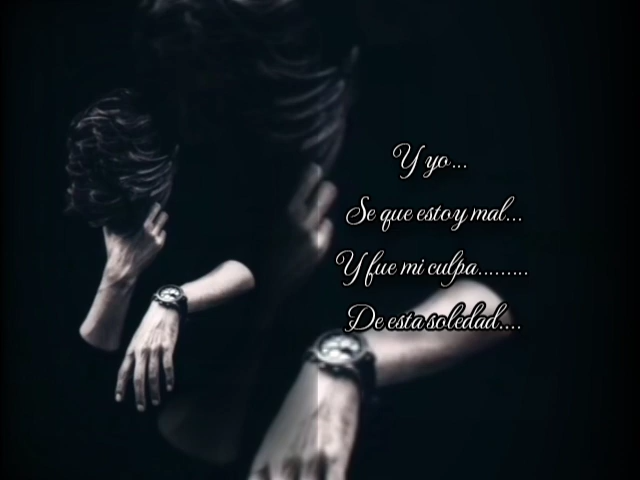 Y yo...
Se que estoy mal...
Y fue mi culpa.........
De esta soledad....